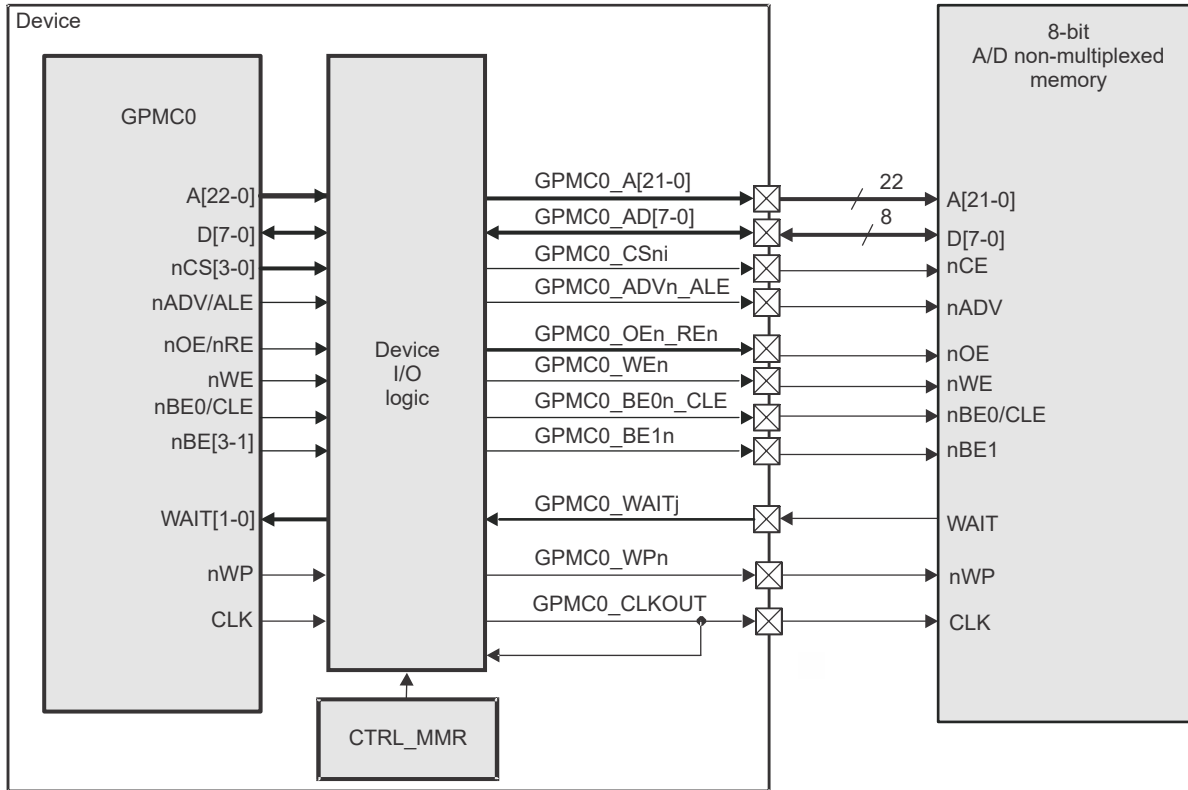 Device
8-bit
A/D non-multiplexed
memory
GPMC0
A[22-0]
GPMC0_A[21-0]
22
A[21-0]
D[7-0]
GPMC0_AD[7-0]
8
D[7-0]
nCS[3-0]
GPMC0_CSni
nCE
nADV/ALE
GPMC0_ADVn_ALE
nADV
nOE/nRE
GPMC0_OEn_REn
nOE
Device
I/O
logic
nWE
GPMC0_WEn
nWE
nBE0/CLE
GPMC0_BE0n_CLE
nBE0/CLE
nBE[3-1]
GPMC0_BE1n
nBE1
WAIT[1-0]
GPMC0_WAITj
WAIT
nWP
GPMC0_WPn
nWP
CLK
GPMC0_CLKOUT
CLK
CTRL_MMR